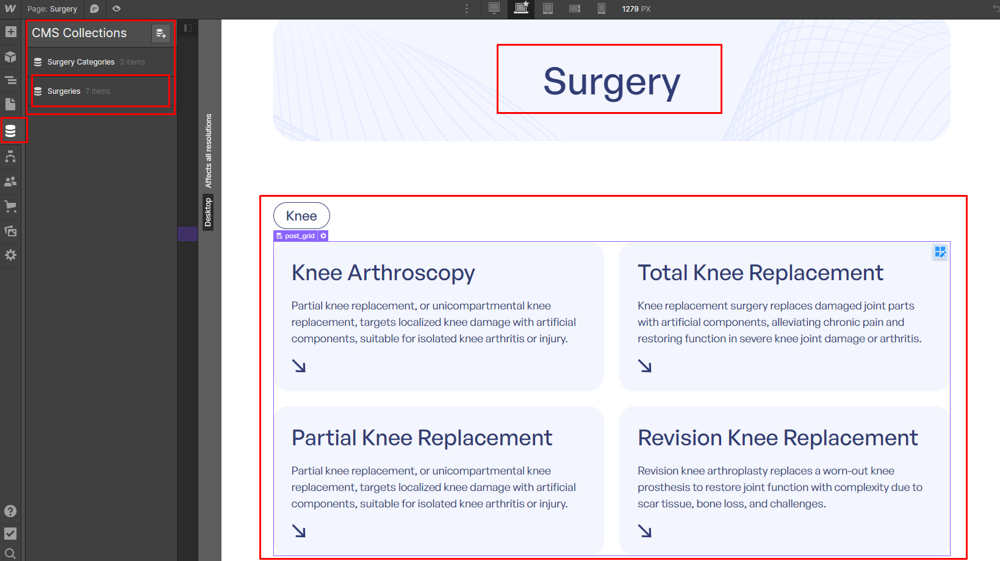 Page: Surgery
1279 PX
CMS Collections
Surgery Categories 3 items
Surgeries 7 items
Affects all resolutions
Desktop
Surgery
Knee
post_grid
Knee Arthroscopy
Partial knee replacement, or unicompartmental knee
replacement, targets localized knee damage with artificial
components, suitable for isolated knee arthritis or injury.
Total Knee Replacement
Knee replacement surgery replaces damaged joint parts
with artificial components, alleviating chronic pain and
restoring function in severe knee joint damage or arthritis.
Partial Knee Replacement
Partial knee replacement, or unicompartmental knee
replacement, targets localized knee damage with artificial
components, suitable for isolated knee arthritis or injury.
Revision Knee Replacement
Revision knee arthroplasty replaces a worn-out knee
prosthesis to restore joint function with complexity due to
scar tissue, bone loss, and challenges.